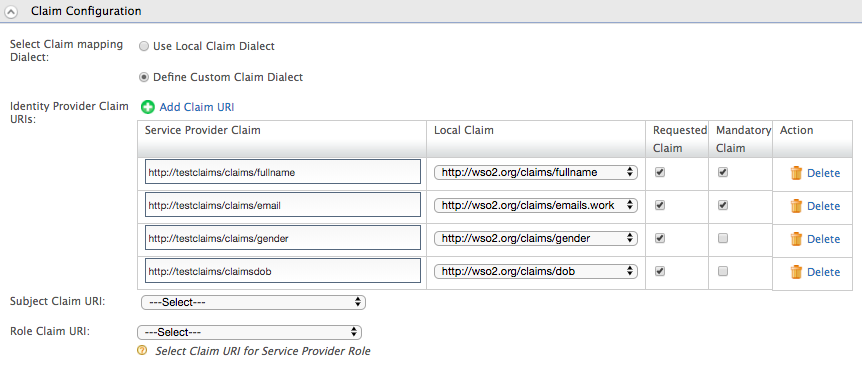 Claim Configuration
Select Claim mapping
Dialect:
Use Local Claim Dialect
Define Custom Claim Dialect
Identity Provider Claim
URIs:
Add Claim URI
Service Provider Claim Local Claim Requested Claim Mandatory Claim Action
http://testclaims/claims/fullname http://wso2.org/claims/fullname Delete
http://testclaims/claims/email http://wso2.org/claims/emails.work Delete
http://testclaims/claims/gender http://wso2.org/claims/gender Delete
http://testclaims/claimsdob http://wso2.org/claims/dob Delete
Subject Claim URI: ---Select---
Role Claim URI: ---Select---
Select Claim URI for Service Provider Role